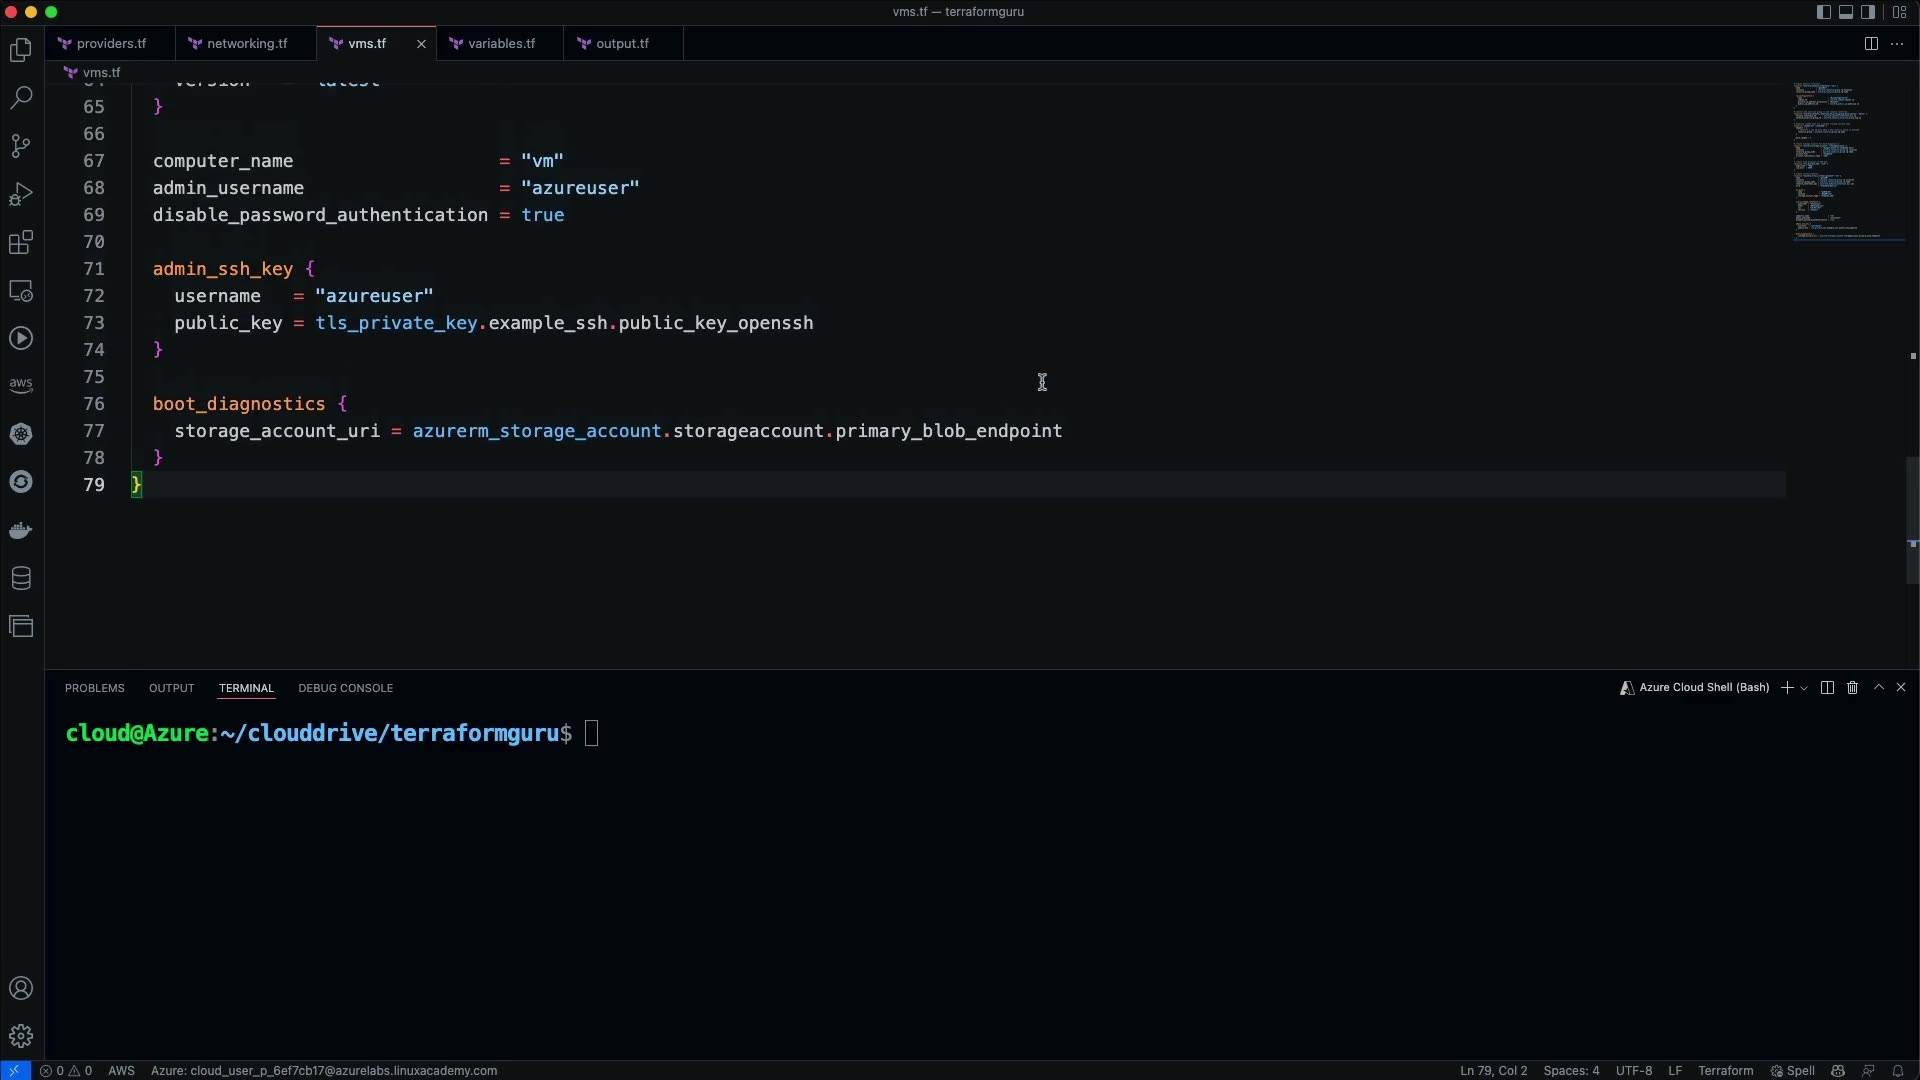 vms.tf — terraformguru
providers.tf networking.tf vms.tf variables.tf output.tf
vms.tf
version latest
65 }
66
67 computer_name = "vm"
68 admin_username = "azureuser"
69 disable_password_authentication = true
70
71 admin_ssh_key {
72 username = "azureuser"
73 public_key = tls_private_key.example_ssh.public_key_openssh
74 }
75
76 boot_diagnostics {
77 storage_account_uri = azurerm_storage_account.storageaccount.primary_blob_endpoint
78 }
79 }
aws
PROBLEMS OUTPUT TERMINAL DEBUG CONSOLE Azure Cloud Shell (Bash)
cloud@Azure:~/clouddrive/terraformguru$
0 0 AWS Azure: cloud_user_p_6ef7cb17@azurelabs.linuxacademy.com Ln 79, Col 2 Spaces: 4 UTF-8 LF Terraform Spell